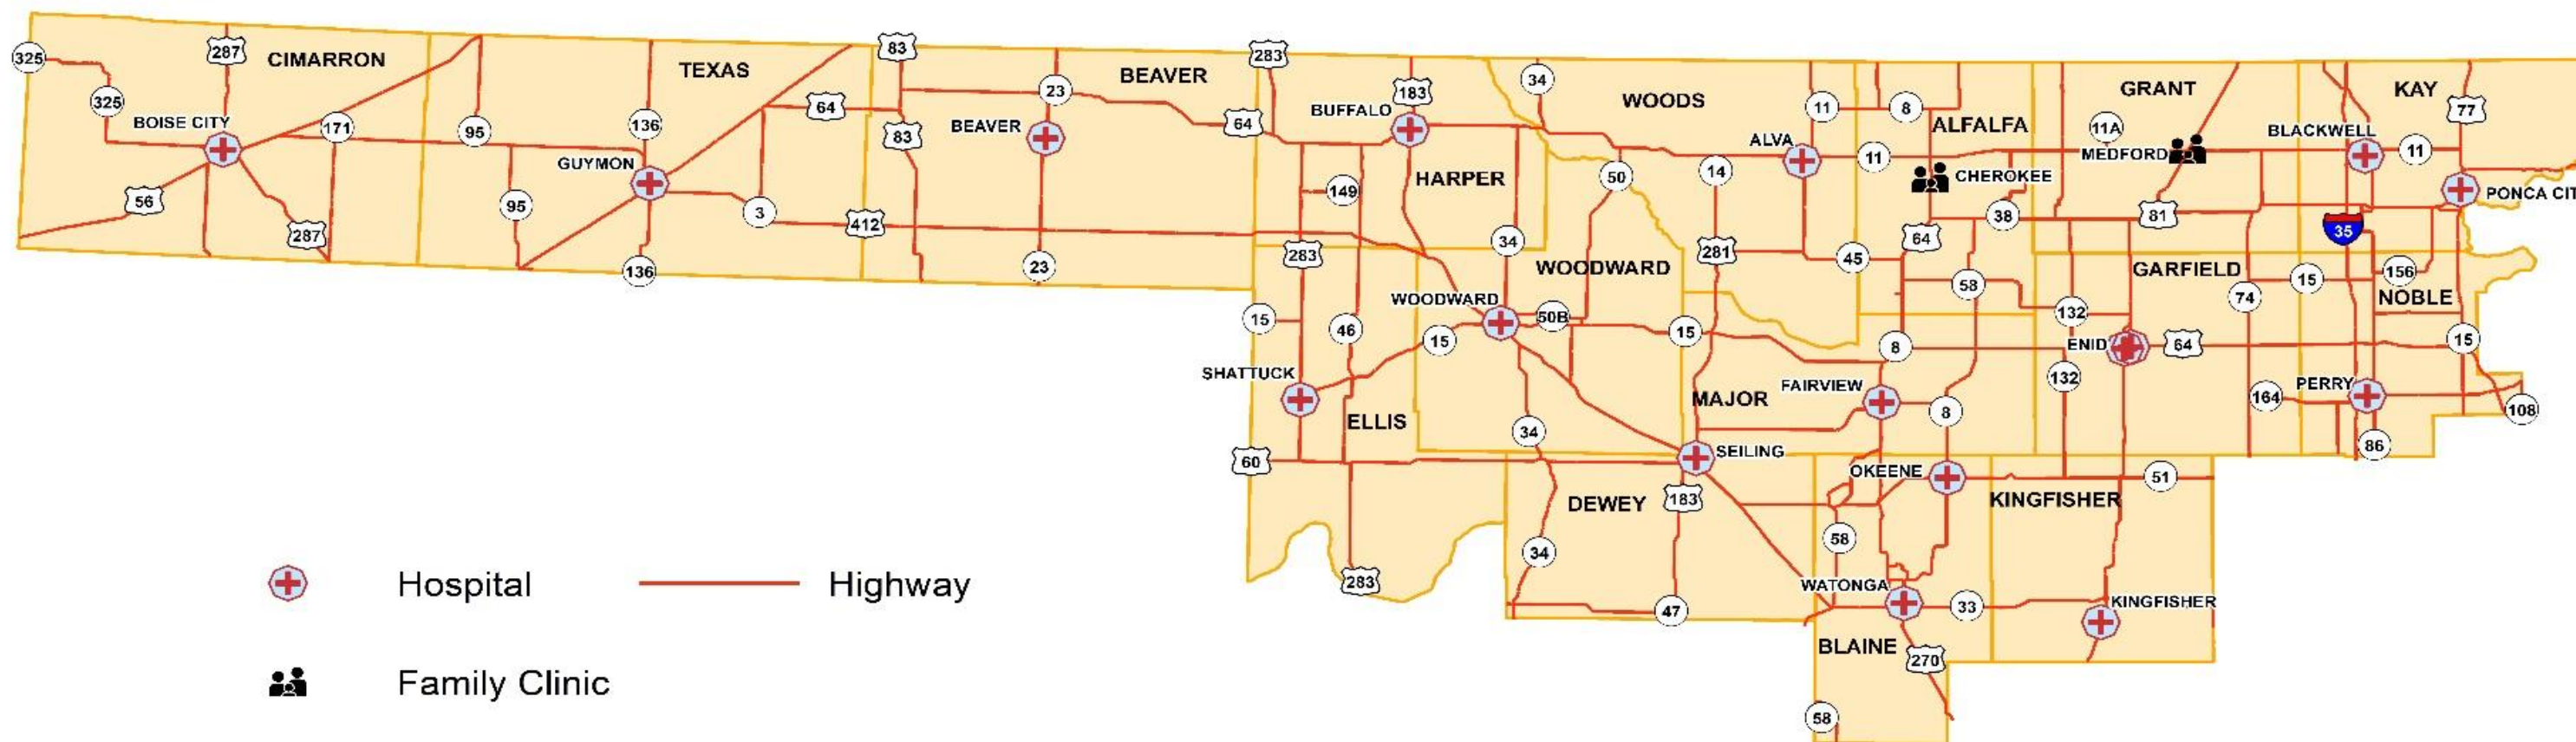 83
283
325
287
CIMARRON
TEXAS
BEAVER
34
GRANT
KAY
23
183
WOODS
325
64
BUFFALO
11
8
77
BOISE CITY
171
95
136
BEAVER
83
64
ALFALFA
11A
BLACKWELL
ALVA
11
MEDFORD
11
GUYMON
HARPER
50
14
CHEROKEE
56
95
149
PONCA CIT
3
412
38
81
287
34
64
35
136
23
283
WOODWARD
281
45
GARFIELD
156
58
15
NOBLE
WOODWARD
74
15
46
50B
132
15
15
8
ENID
64
15
SHATTUCK
132
FAIRVIEW
PERRY
MAJOR
164
108
ELLIS
8
34
86
60
SEILING
OKEENE
51
DEWEY
183
KINGFISHER
58
34
283
Hospital
Highway
WATONGA
47
33
KINGFISHER
BLAINE
270
Family Clinic
58